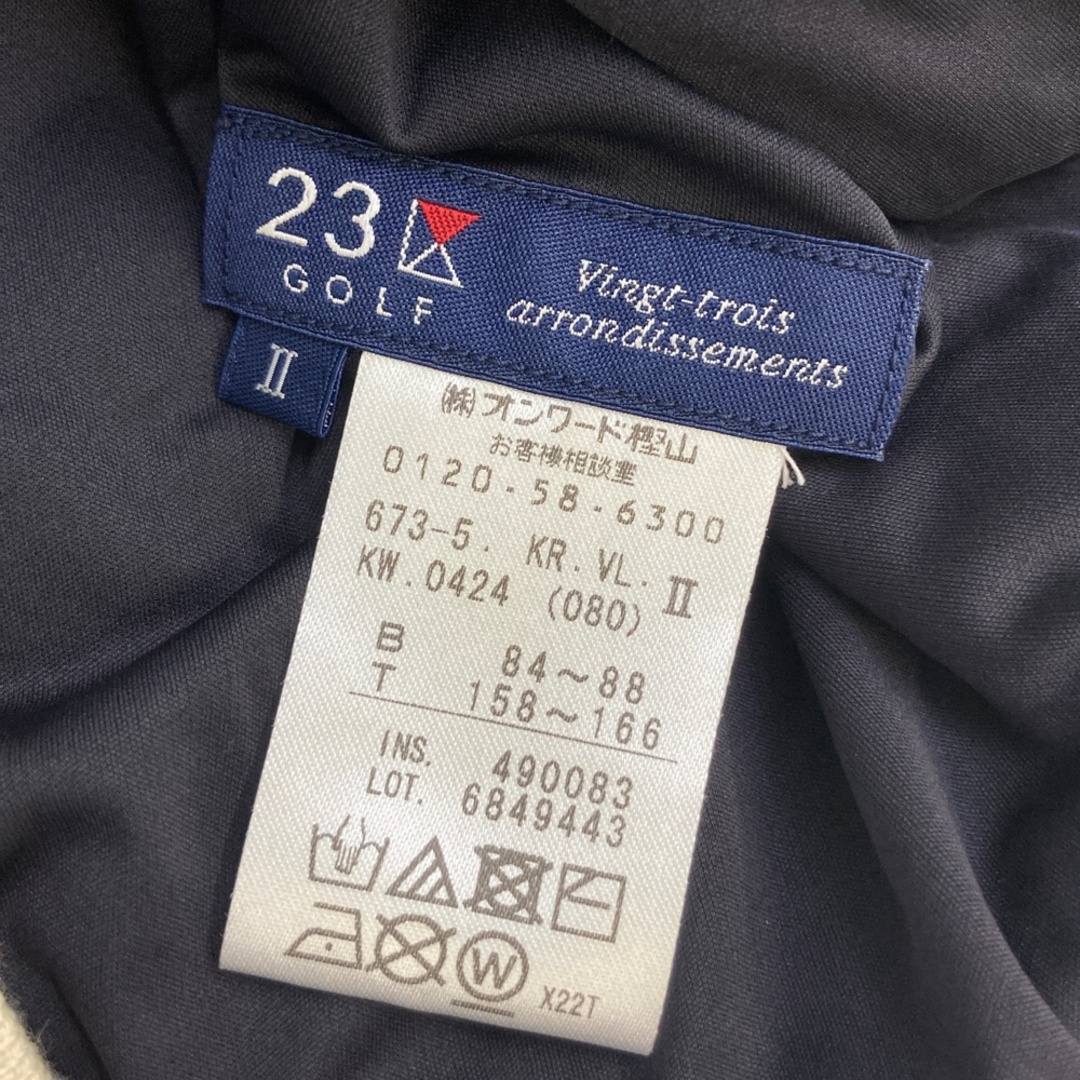 23
GOLF
Vingt-trois
arrondissements
II
㈱オンワード樫山
お客様相談室
0120-58-6300
673-5. KR.VL. II
KW.0424 (080)
B 84～88
T 158～166
INS. 490083
LOT. 6849443
W
X22T